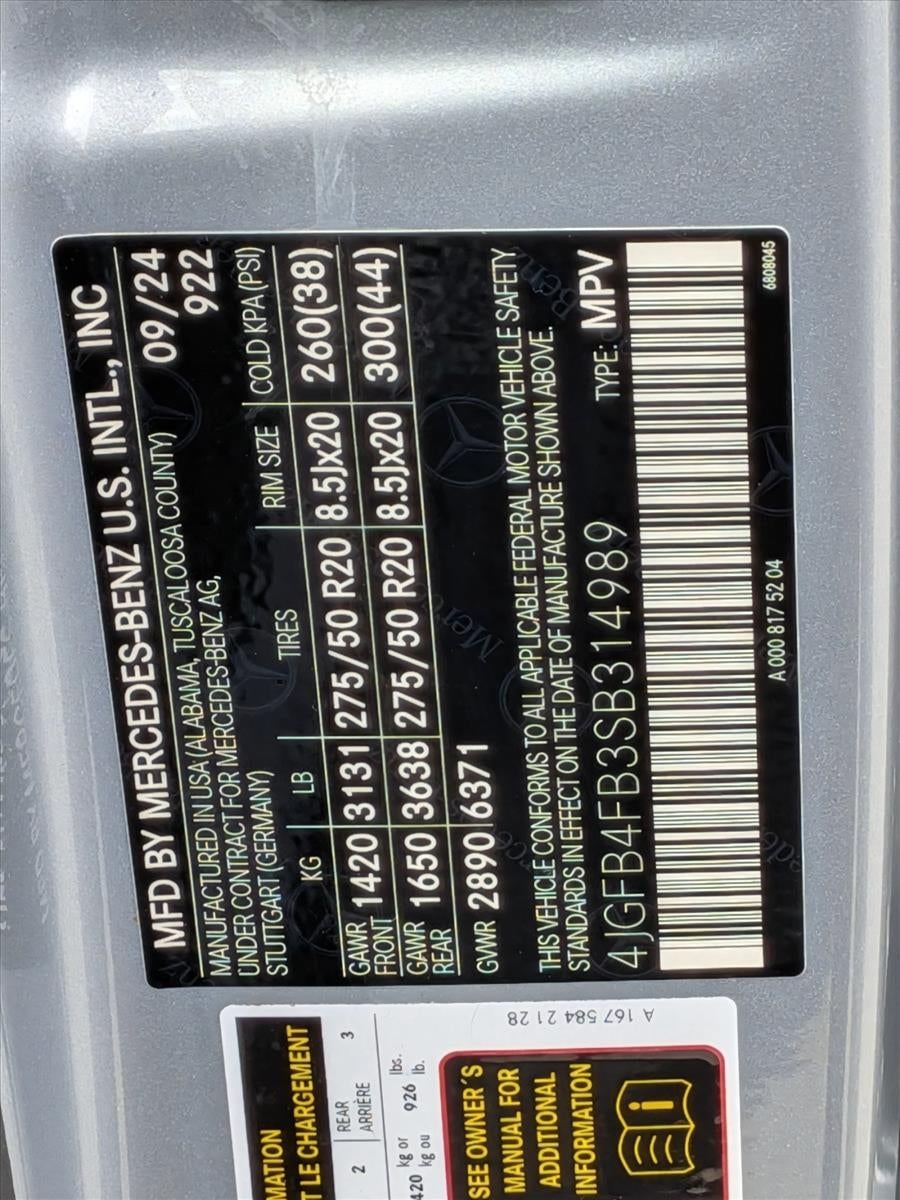 MFD BY MERCEDES-BENZ U.S. INTL., INC
MANUFACTURED IN USA (ALABAMA, TUSCALOOSA COUNTY) 09/24
UNDER CONTRACT FOR MERCEDES-BENZ AG, 922
STUTTGART (GERMANY)
KG LB TIRES RIM SIZE COLD KPA (PSI)
GAWR FRONT 1420 3131 275/50 R20 8.5Jx20 260(38)
GAWR REAR 1650 3638 275/50 R20 8.5Jx20 300(44)
GVWR 2890 6371
THIS VEHICLE CONFORMS TO ALL APPLICABLE FEDERAL MOTOR VEHICLE SAFETY
STANDARDS IN EFFECT ON THE DATE OF MANUFACTURE SHOWN ABOVE.
4JGFB4FB3SB314989 TYPE: MPV
A 000 817 52 04 6808045
LE CHARGEMENT
2 REAR 3
ARRIÈRE
kg or 926 lbs.
kg ou lb.
A 167 584 21 28
SEE OWNER'S
MANUAL FOR
ADDITIONAL
INFORMATION